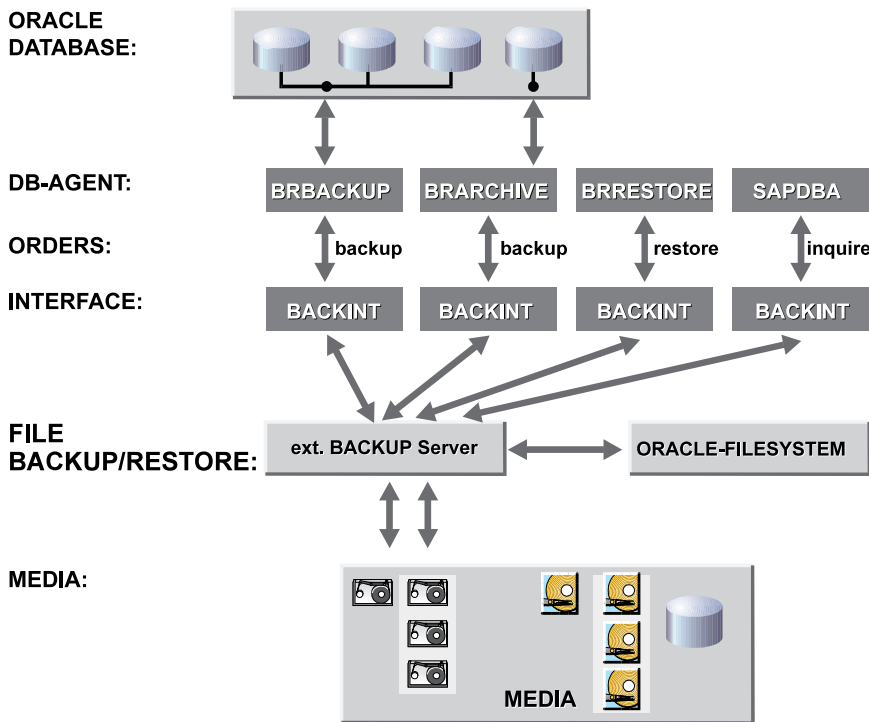 ORACLE
DATABASE:
DB-AGENT:
BRBACKUP
BRARCHIVE
BRRESTORE
SAPDBA
ORDERS:
backup
backup
restore
inquire
INTERFACE:
BACKINT
BACKINT
BACKINT
BACKINT
FILE
BACKUP/RESTORE:
ext. BACKUP Server
ORACLE-FILESYSTEM
MEDIA:
MEDIA